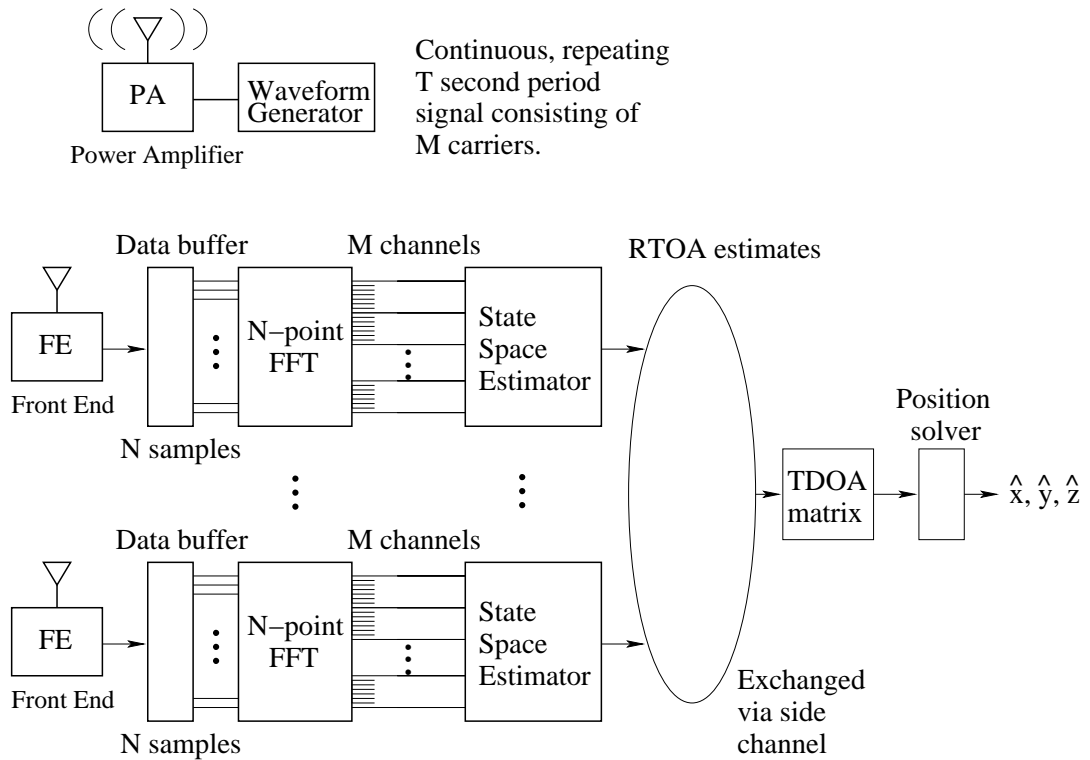 PA
Waveform
Generator
Power Amplifier
Continuous, repeating
T second period
signal consisting of
M carriers.
Data buffer
M channels
RTOA estimates
FE
N−point
FFT
State
Space
Estimator
Front End
N samples
Position
solver
TDOA
matrix
x̂, ŷ, ẑ
Data buffer
M channels
FE
N−point
FFT
State
Space
Estimator
Front End
N samples
Exchanged
via side
channel